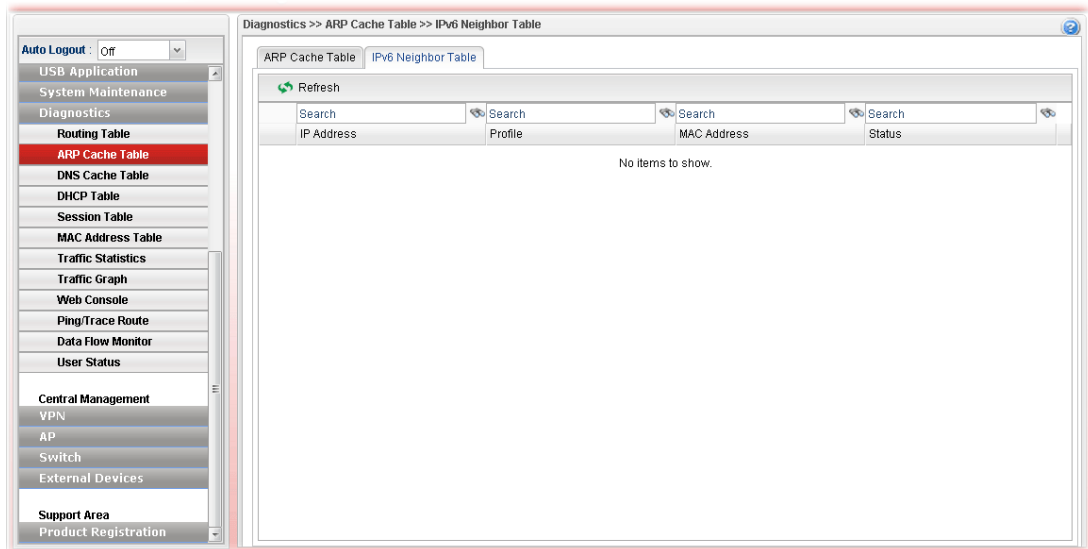 Diagnostics >> ARP Cache Table >> IPv6 Neighbor Table
Auto Logout : Off
USB Application
System Maintenance
Diagnostics
Routing Table
ARP Cache Table
DNS Cache Table
DHCP Table
Session Table
MAC Address Table
Traffic Statistics
Traffic Graph
Web Console
Ping/Trace Route
Data Flow Monitor
User Status
Central Management
VPN
AP
Switch
External Devices
Support Area
Product Registration
ARP Cache Table IPv6 Neighbor Table
Refresh
Search Search Search Search
IP Address Profile MAC Address Status
No items to show.